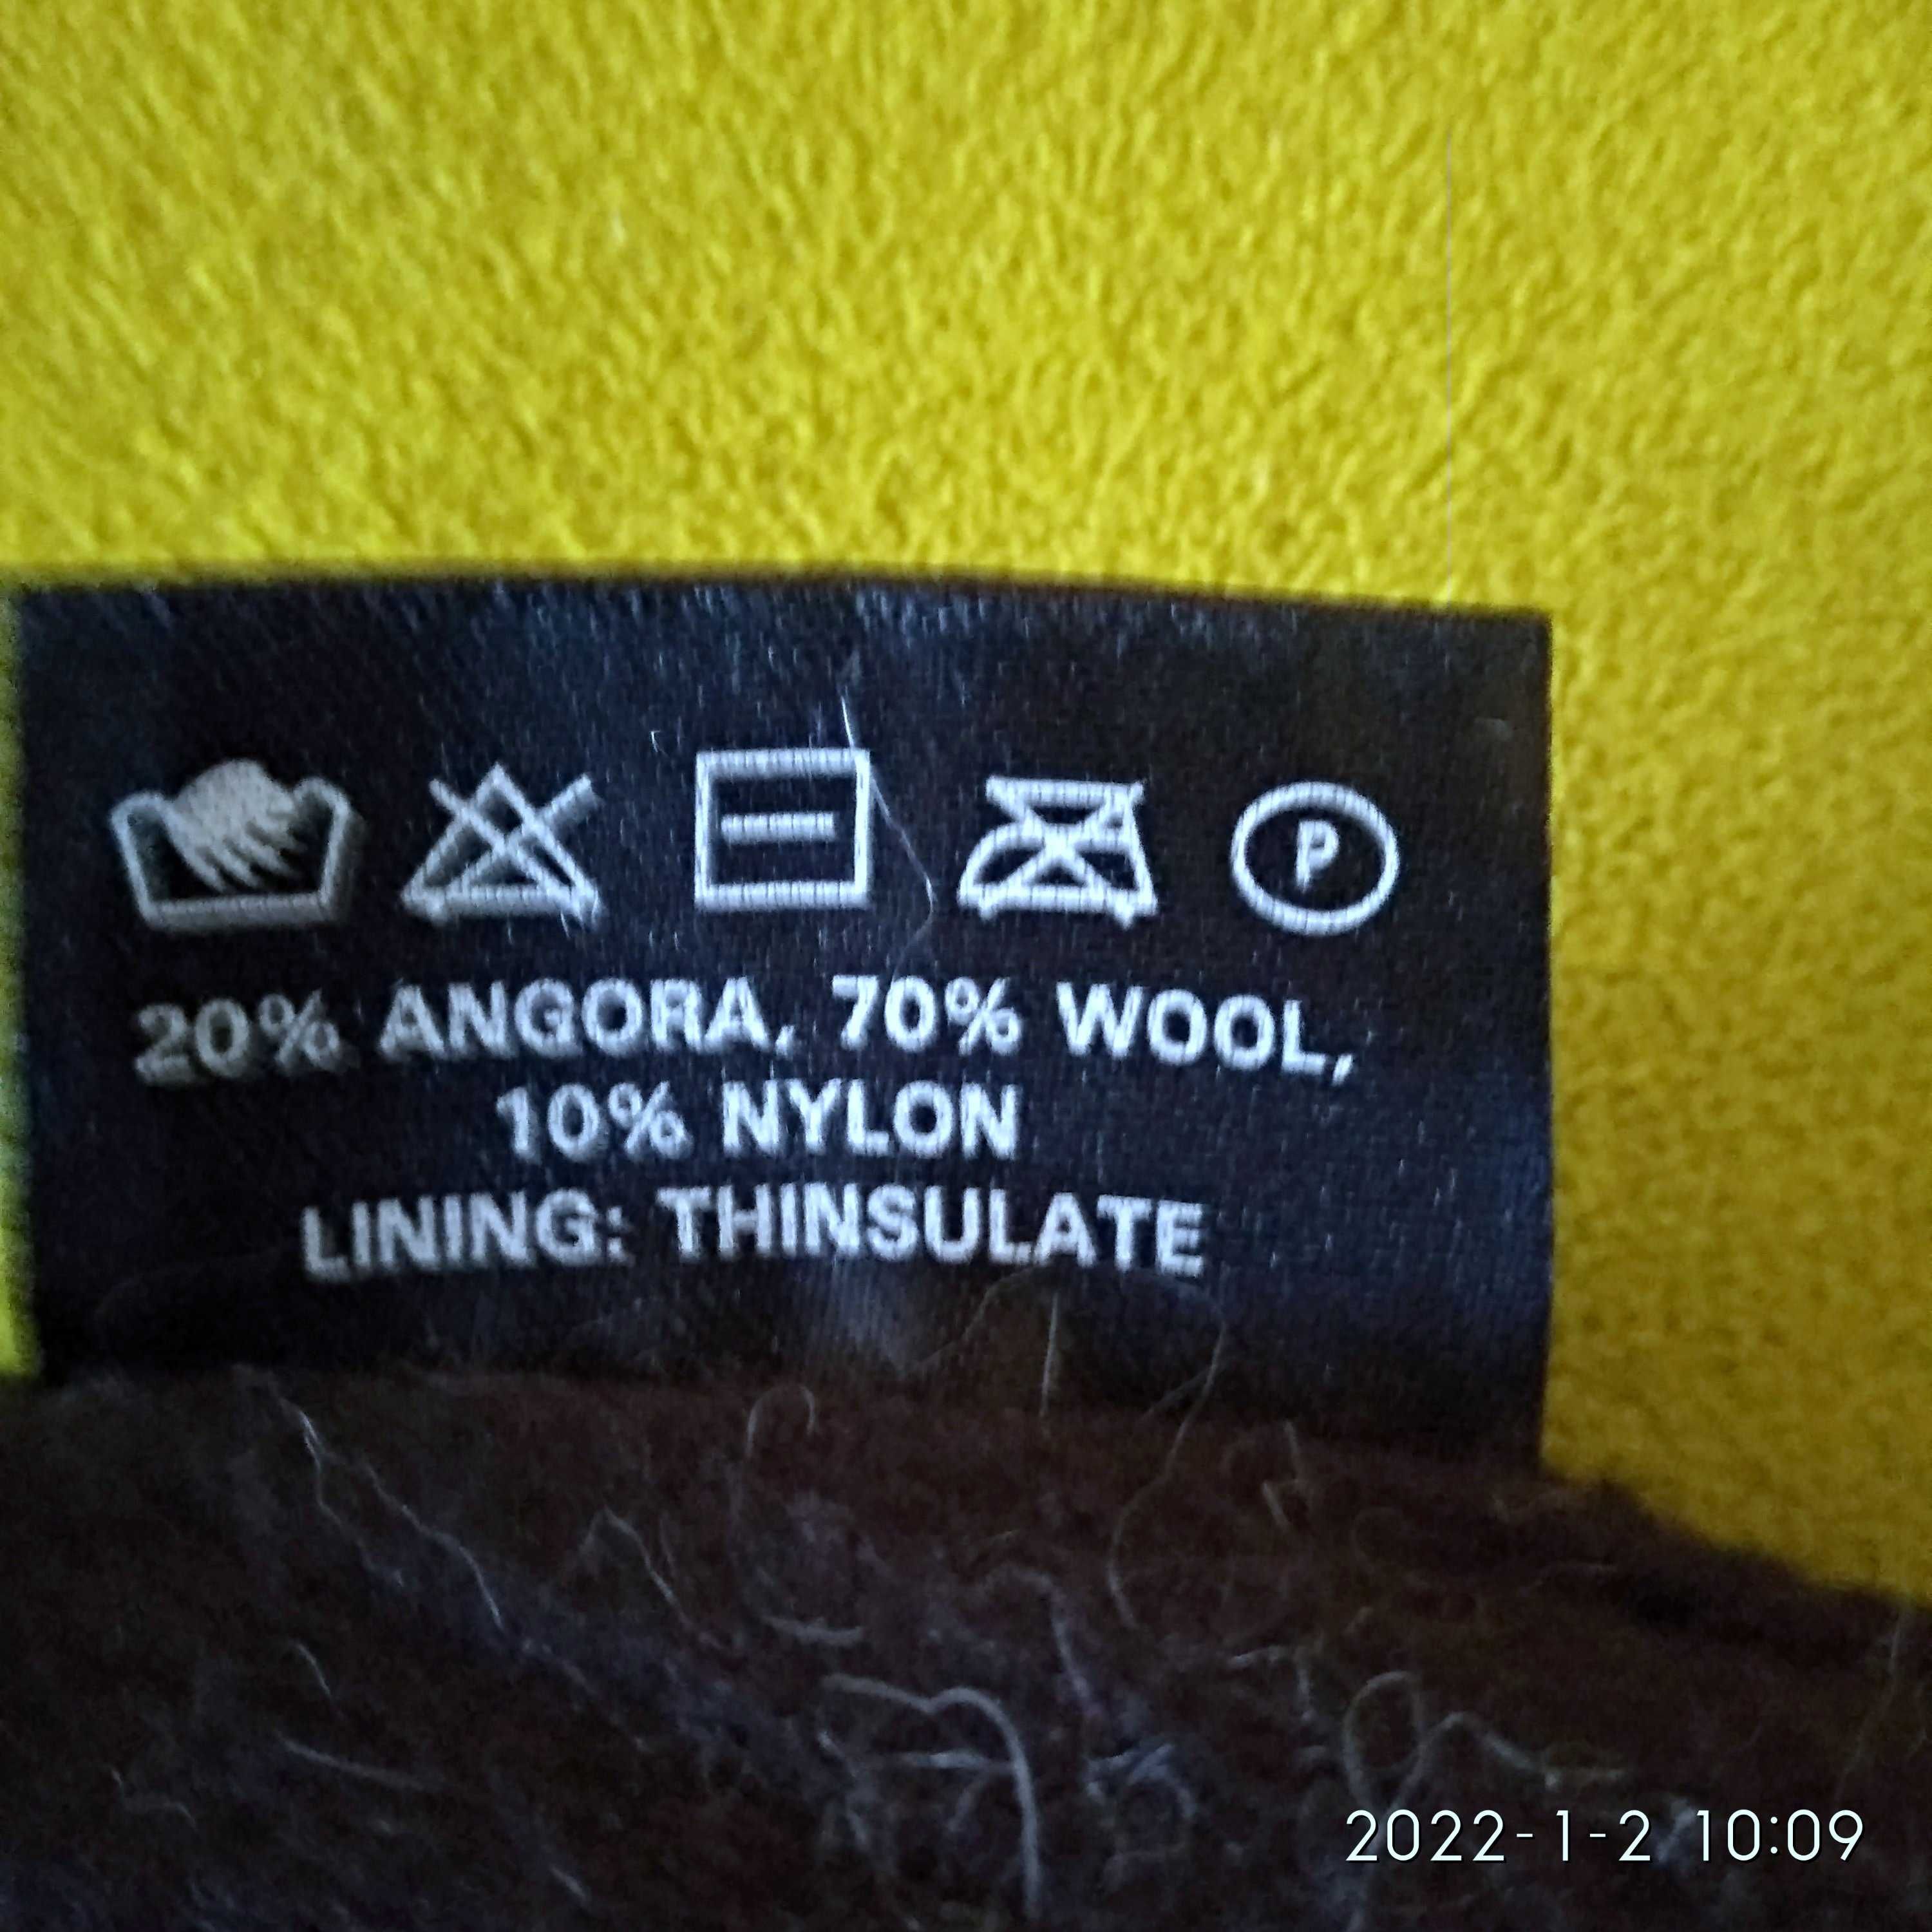 P
20% ANGORA, 70% WOOL,
10% NYLON
LINING: THINSULATE
2022-1-2 10:09